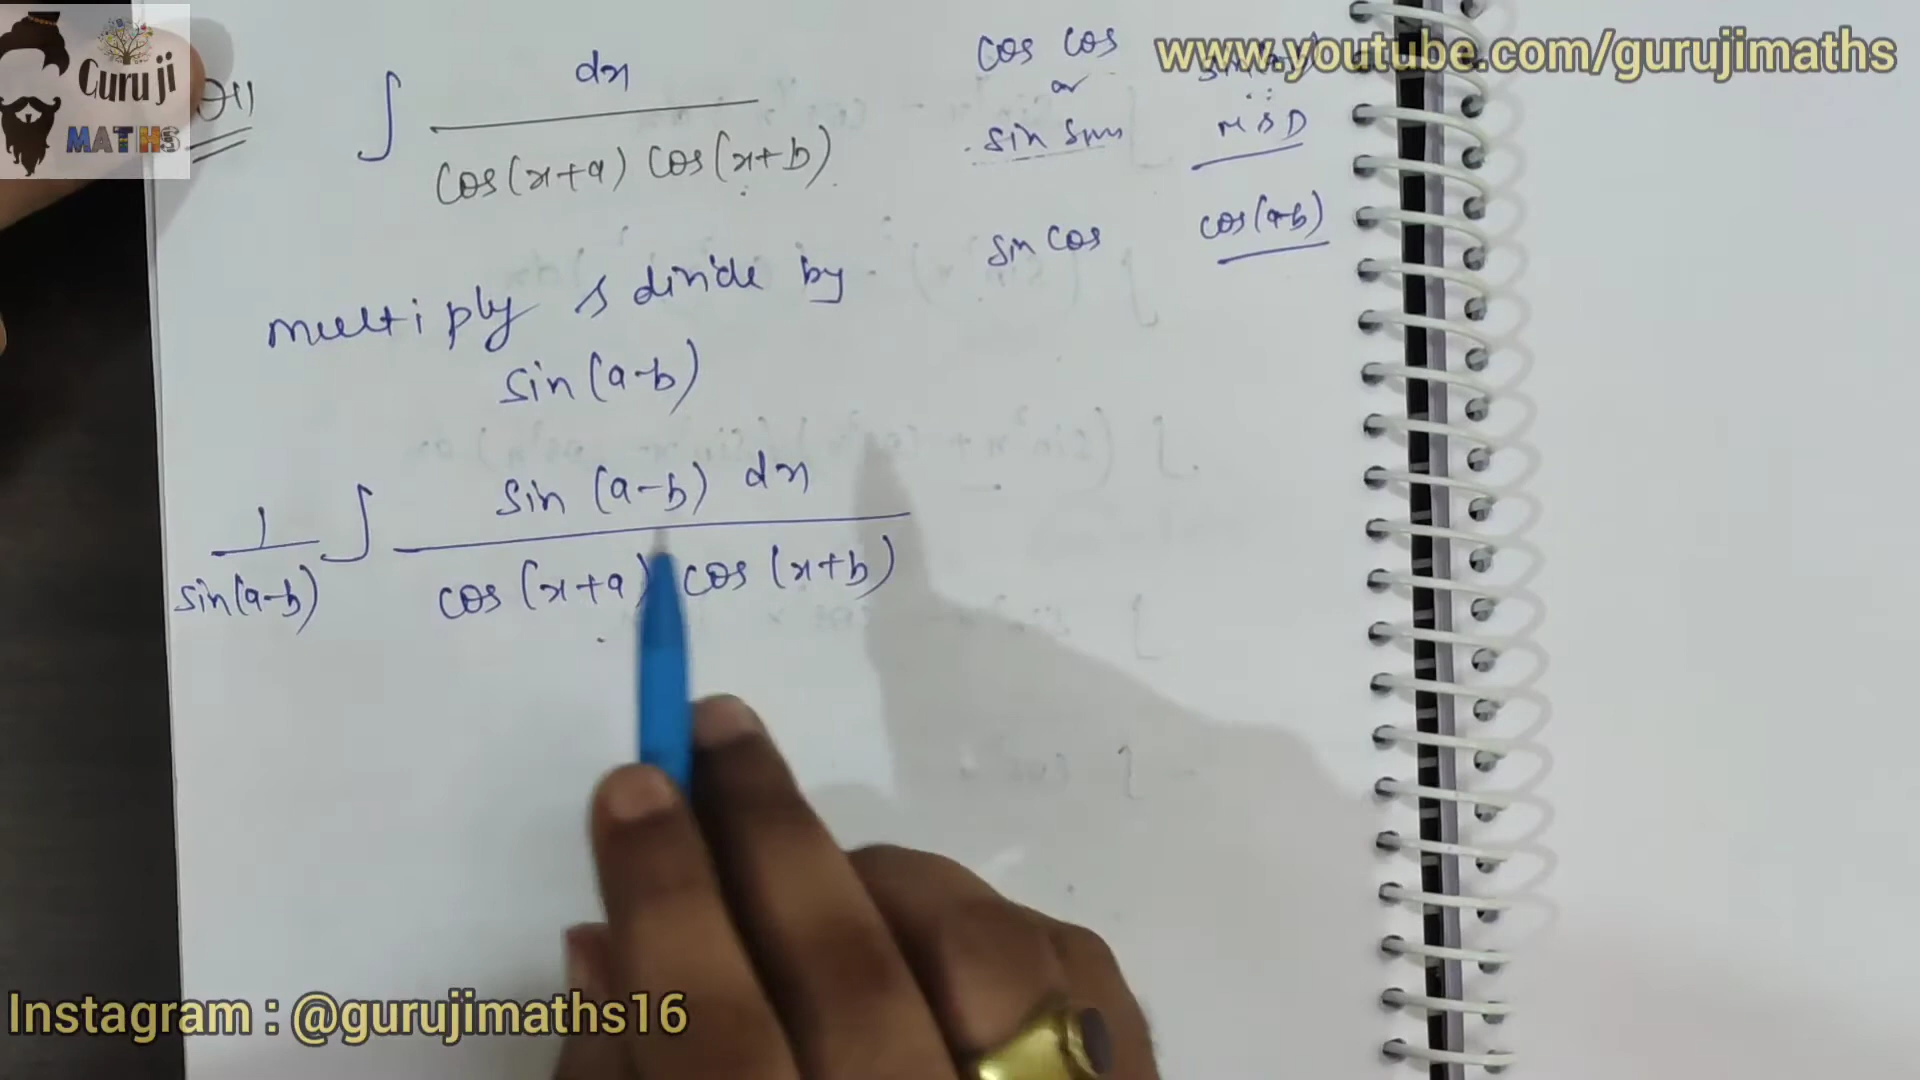 Guru ji
MATHS
www.youtube.com/gurujimaths
∫ dx / cos(x+a) cos(x+b)
cos cos
or
sin sin
M & D
sin cos cos(a-b)
multiply & divide by
sin(a-b)
1/sin(a-b) ∫ sin(a-b) dx / cos(x+a) cos(x+b)
Instagram : @gurujimaths16